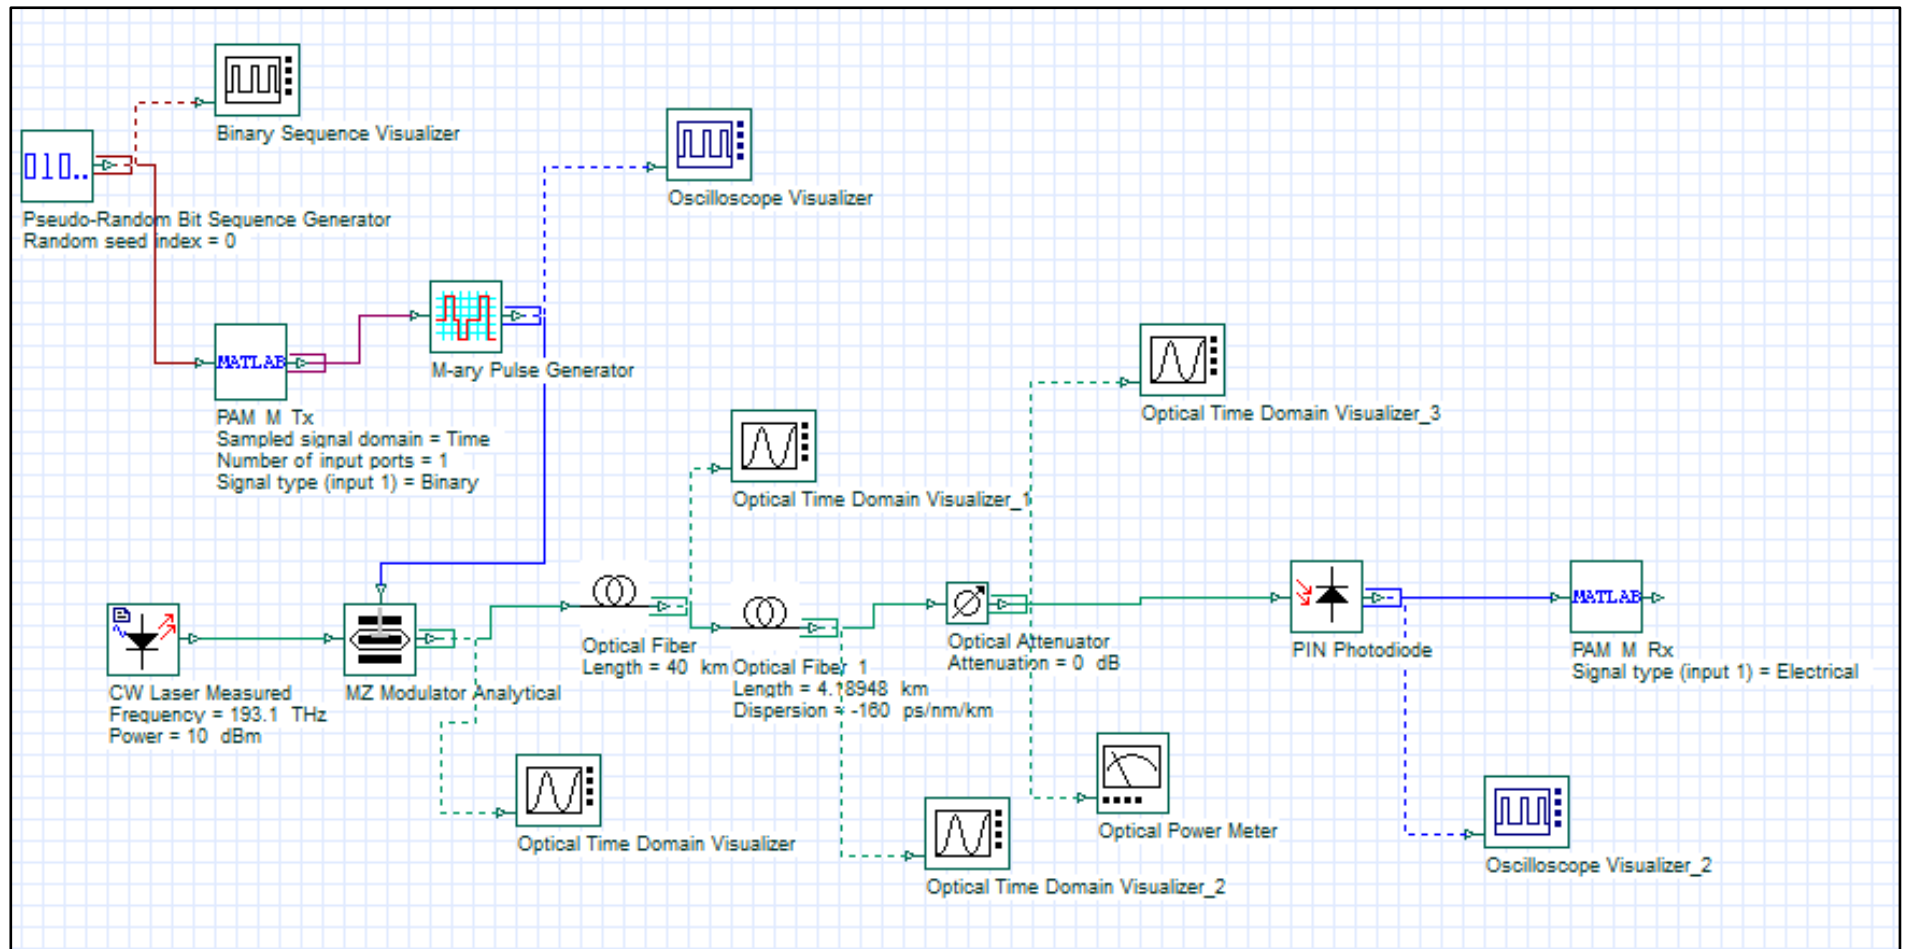 Binary Sequence Visualizer
010..
Pseudo-Random Bit Sequence Generator
Random seed index = 0
Oscilloscope Visualizer
M-ary Pulse Generator
MATLAB
PAM M Tx
Sampled signal domain = Time
Number of input ports = 1
Signal type (input 1) = Binary
Optical Time Domain Visualizer_3
Optical Time Domain Visualizer_1
CW Laser Measured
Frequency = 193.1 THz
Power = 10 dBm
MZ Modulator Analytical
Optical Fiber
Length = 40 km
Optical Fiber 1
Length = 4.18948 km
Dispersion = -160 ps/nm/km
Optical Attenuator
Attenuation = 0 dB
PIN Photodiode
MATLAB
PAM M Rx
Signal type (input 1) = Electrical
Optical Time Domain Visualizer
Optical Time Domain Visualizer_2
Optical Power Meter
Oscilloscope Visualizer_2